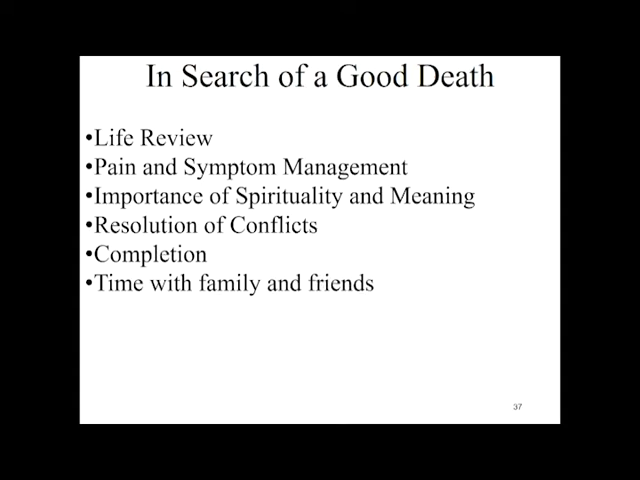 In Search of a Good Death
•Life Review
•Pain and Symptom Management
•Importance of Spirituality and Meaning
•Resolution of Conflicts
•Completion
•Time with family and friends
37